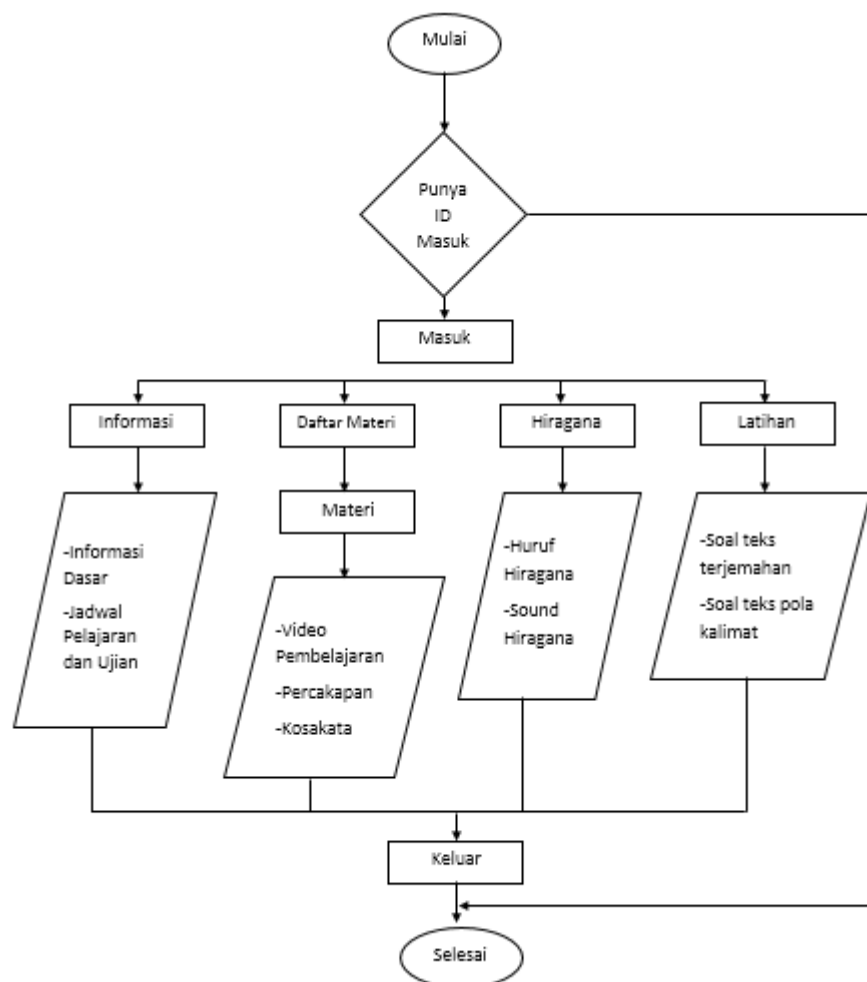 Mulai
Punya
ID
Masuk
Masuk
Informasi
Daftar Materi
Hiragana
Latihan
-Informasi
Dasar
-Jadwal
Pelajaran
dan Ujian
Materi
-Video
Pembelajaran
-Percakapan
-Kosakata
-Huruf
Hiragana
-Sound
Hiragana
-Soal teks
terjemahan
-Soal teks pola
kalimat
Keluar
Selesai